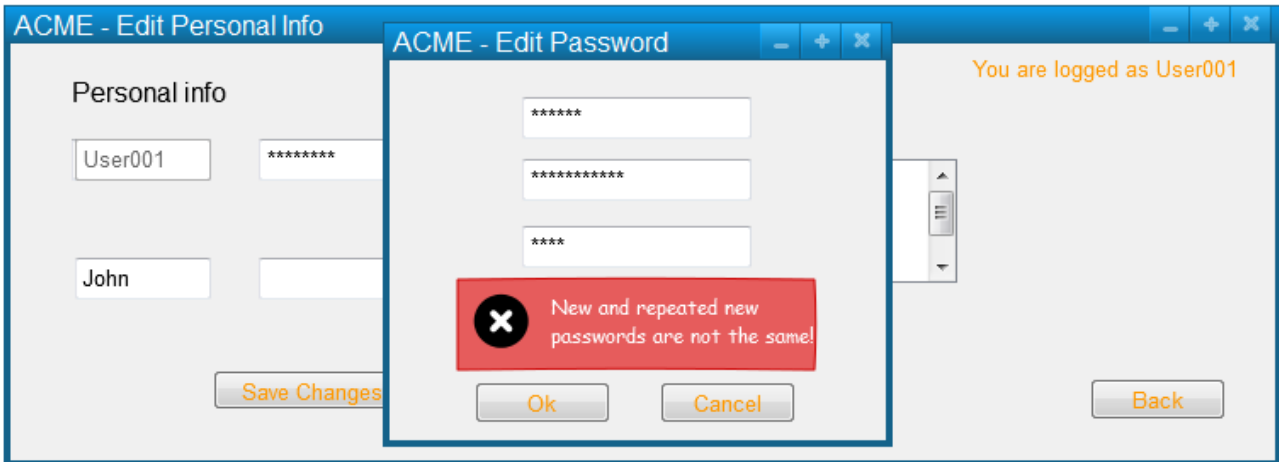 ACME - Edit Personal Info
ACME - Edit Password
You are logged as User001
Personal info
User001
********
******
***********
****
John
New and repeated new
passwords are not the same!
Save Changes
Ok
Cancel
Back